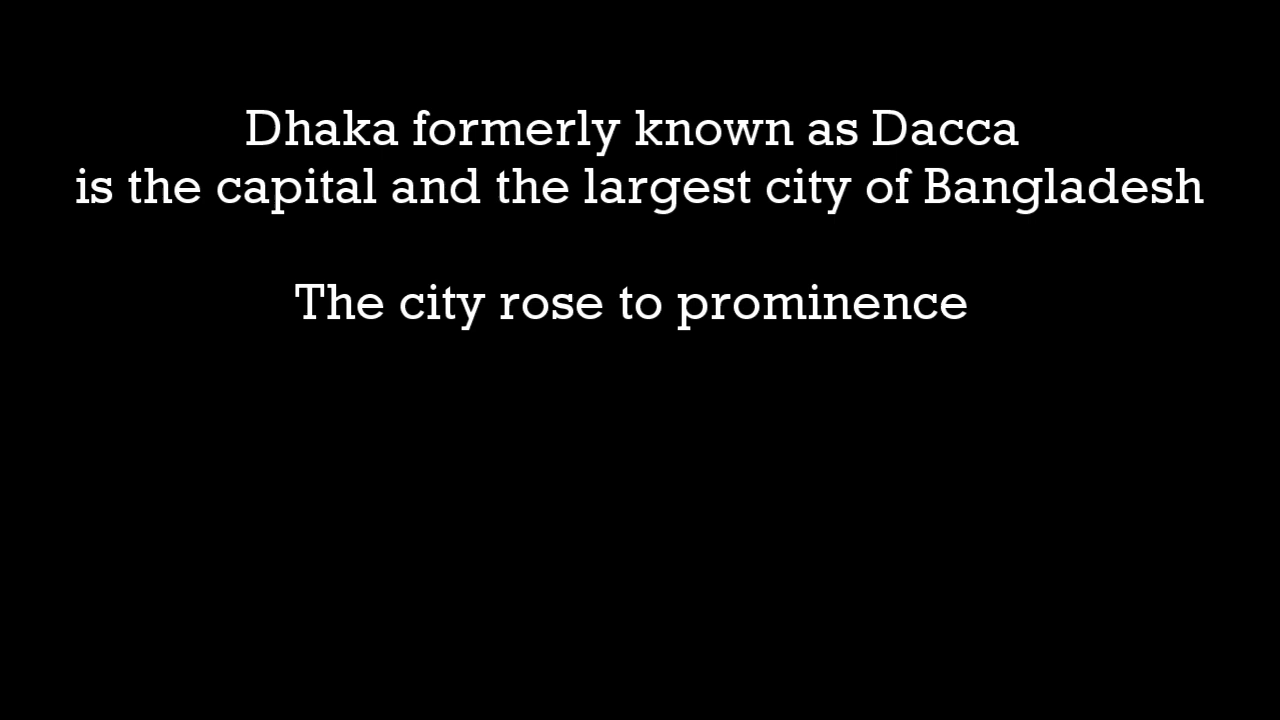 Dhaka formerly known as Dacca
is the capital and the largest city of Bangladesh
The city rose to prominence